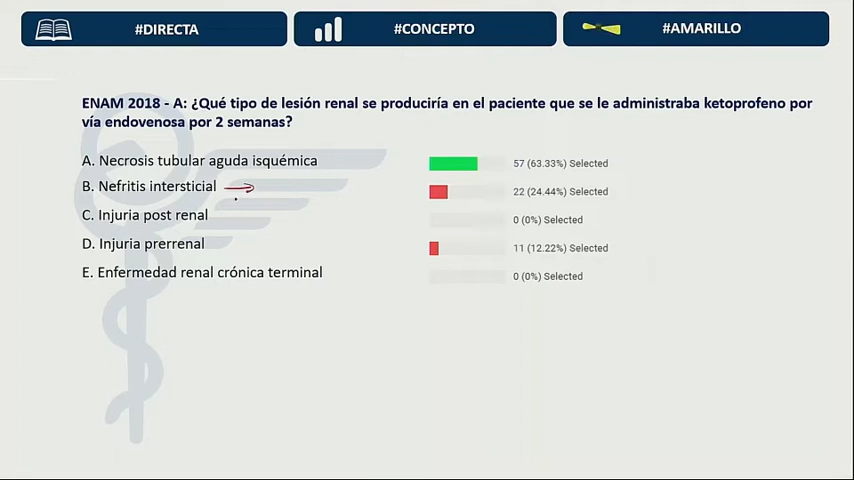 #DIRECTA
#CONCEPTO
#AMARILLO
ENAM 2018 - A: ¿Qué tipo de lesión renal se produciría en el paciente que se le administraba ketoprofeno por
vía endovenosa por 2 semanas?
A. Necrosis tubular aguda isquémica
57 (63.33%) Selected
B. Nefritis intersticial
22 (24.44%) Selected
C. Injuria post renal
0 (0%) Selected
D. Injuria prerrenal
11 (12.22%) Selected
E. Enfermedad renal crónica terminal
0 (0%) Selected